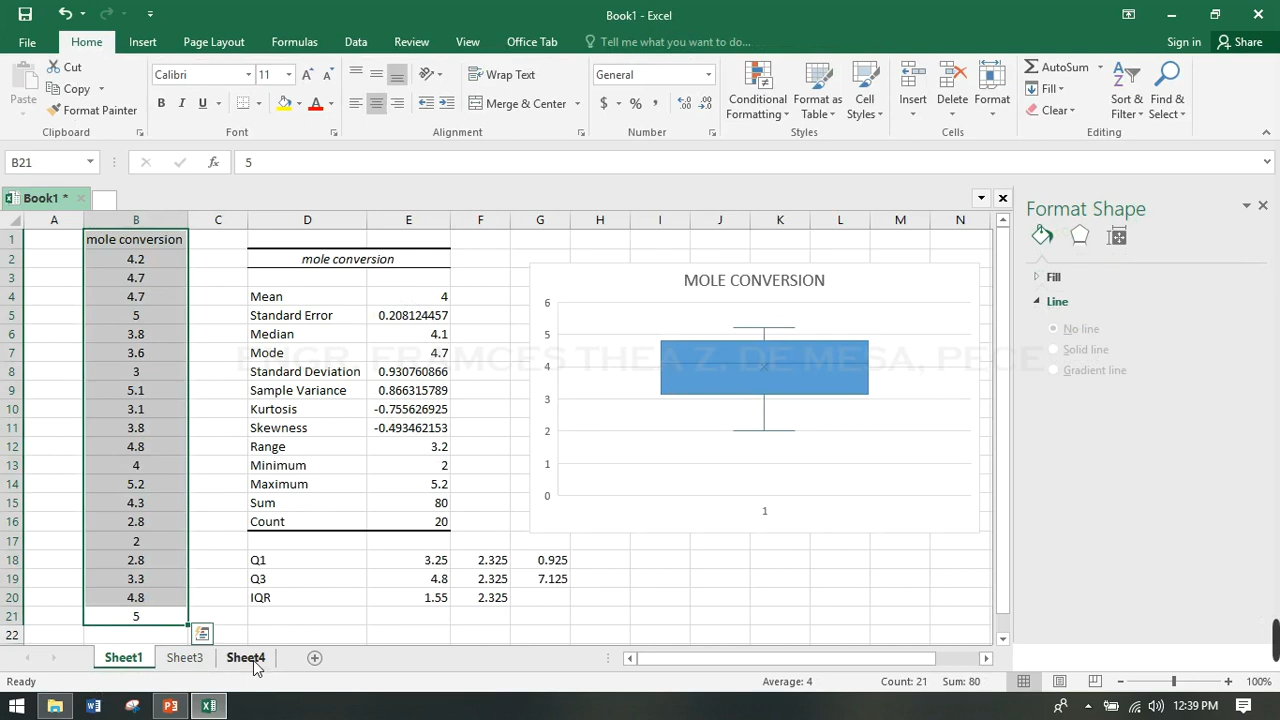 Book1 - Excel
File Home Insert Page Layout Formulas Data Review View Office Tab Tell me what you want to do... Sign in Share
Paste Cut Copy Format Painter Clipboard
Calibri 11 B I U A A A Font
Wrap Text Merge & Center Alignment
General $ % , Number
Conditional Formatting Format as Table Cell Styles Styles
Insert Delete Format Cells
AutoSum Fill Clear Sort & Filter Find & Select Editing
B21 fx 5
Book1 *
A B C D E F G H I J K L M N
1 mole conversion
2 4.2 mole conversion
3 4.7
4 4.7 Mean 4
5 5 Standard Error 0.208124457
6 3.8 Median 4.1
7 3.6 Mode 4.7
8 3 Standard Deviation 0.930760866
9 5.1 Sample Variance 0.866315789
10 3.1 Kurtosis -0.755626925
11 3.8 Skewness -0.493462153
12 4.8 Range 3.2
13 4 Minimum 2
14 5.2 Maximum 5.2
15 4.3 Sum 80
16 2.8 Count 20
17 2
18 2.8 Q1 3.25 2.325 0.925
19 3.3 Q3 4.8 2.325 7.125
20 4.8 IQR 1.55 2.325
21 5
22
MOLE CONVERSION
6
5
4
3
2
1
0
1
ENGR. FRAMCES THEA Z. DE MESA, PECE
Format Shape
Fill
Line
No line
Solid line
Gradient line
Sheet1 Sheet3 Sheet4
Ready Average: 4 Count: 21 Sum: 80 100%
12:39 PM